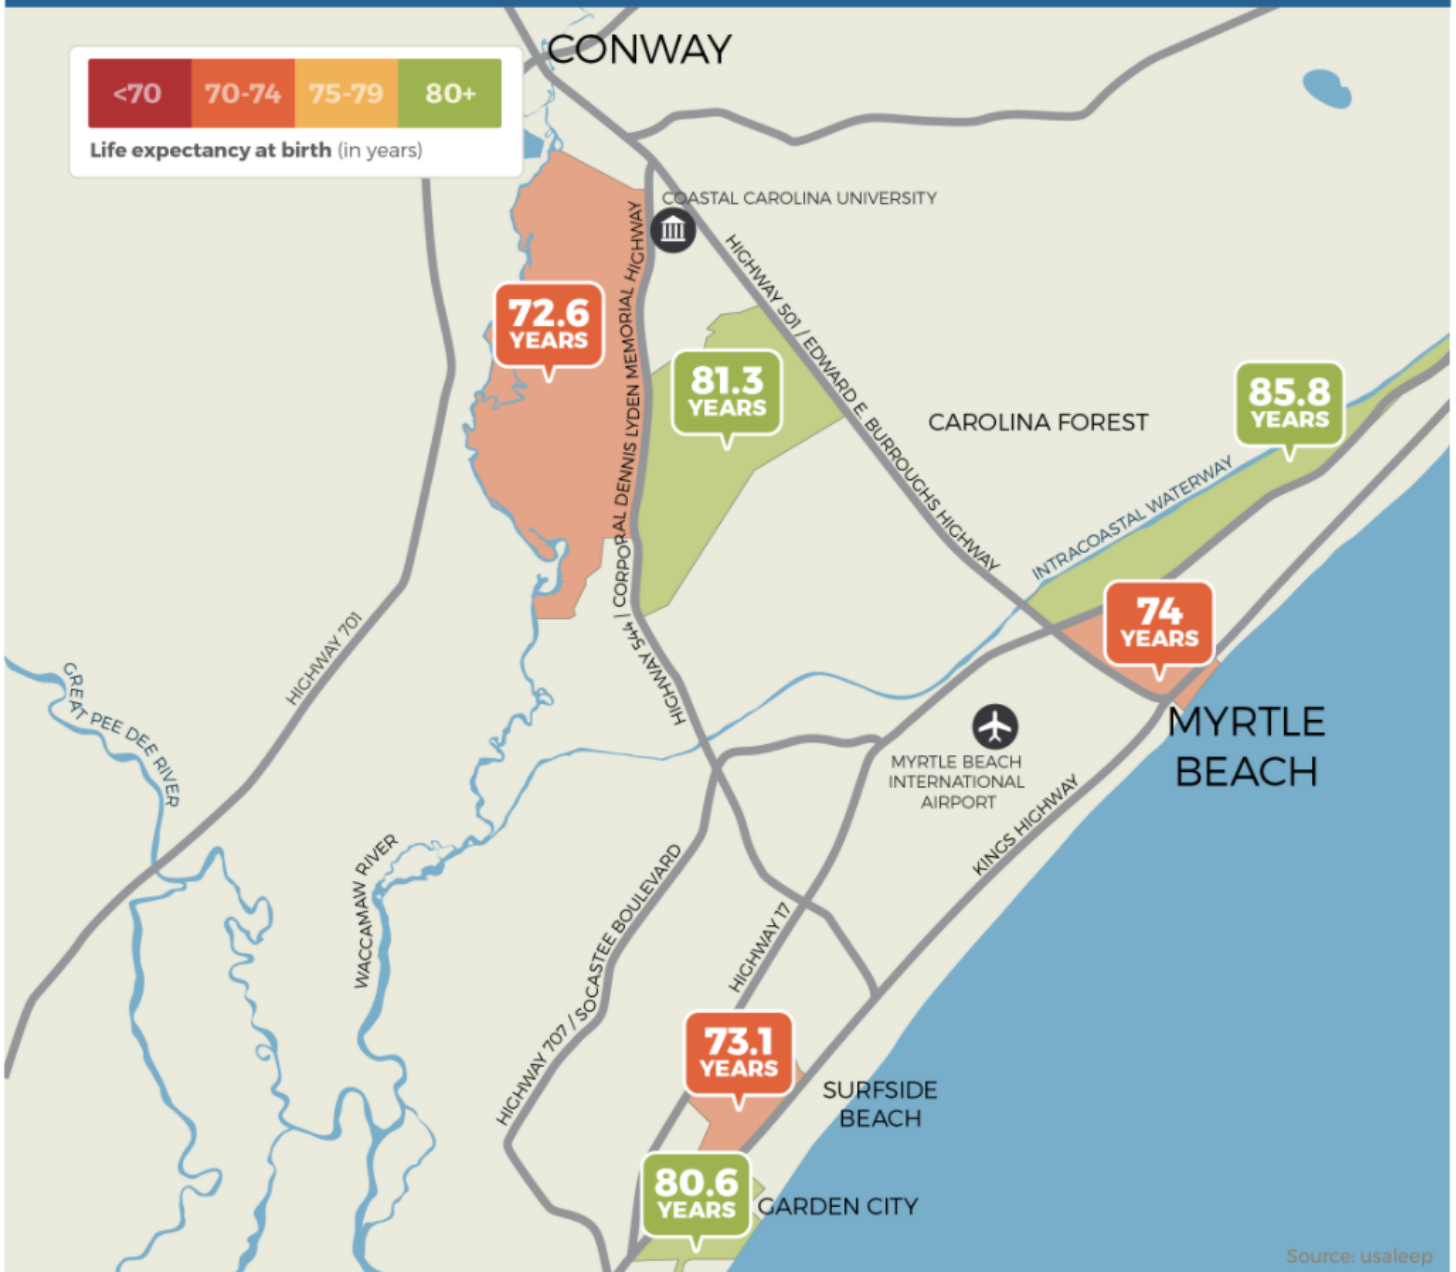 CONWAY
<70 70-74 75-79 80+
Life expectancy at birth (in years)
COASTAL CAROLINA UNIVERSITY
HIGHWAY 501 / EDWARD E. BURROUGHS HIGHWAY
72.6
YEARS
HIGHWAY 544 | CORPORAL DENNIS LYDEN MEMORIAL HIGHWAY
81.3
YEARS
85.8
YEARS
CAROLINA FOREST
INTRACOASTAL WATERWAY
74
YEARS
HIGHWAY 701
GREAT PEE DEE RIVER
MYRTLE
BEACH
MYRTLE BEACH
INTERNATIONAL
AIRPORT
KINGS HIGHWAY
WACCAMAW RIVER
HIGHWAY 707 / SOCASTEE BOULEVARD
HIGHWAY 17
73.1
YEARS
SURFSIDE
BEACH
80.6
YEARS
GARDEN CITY
Source: usaleep